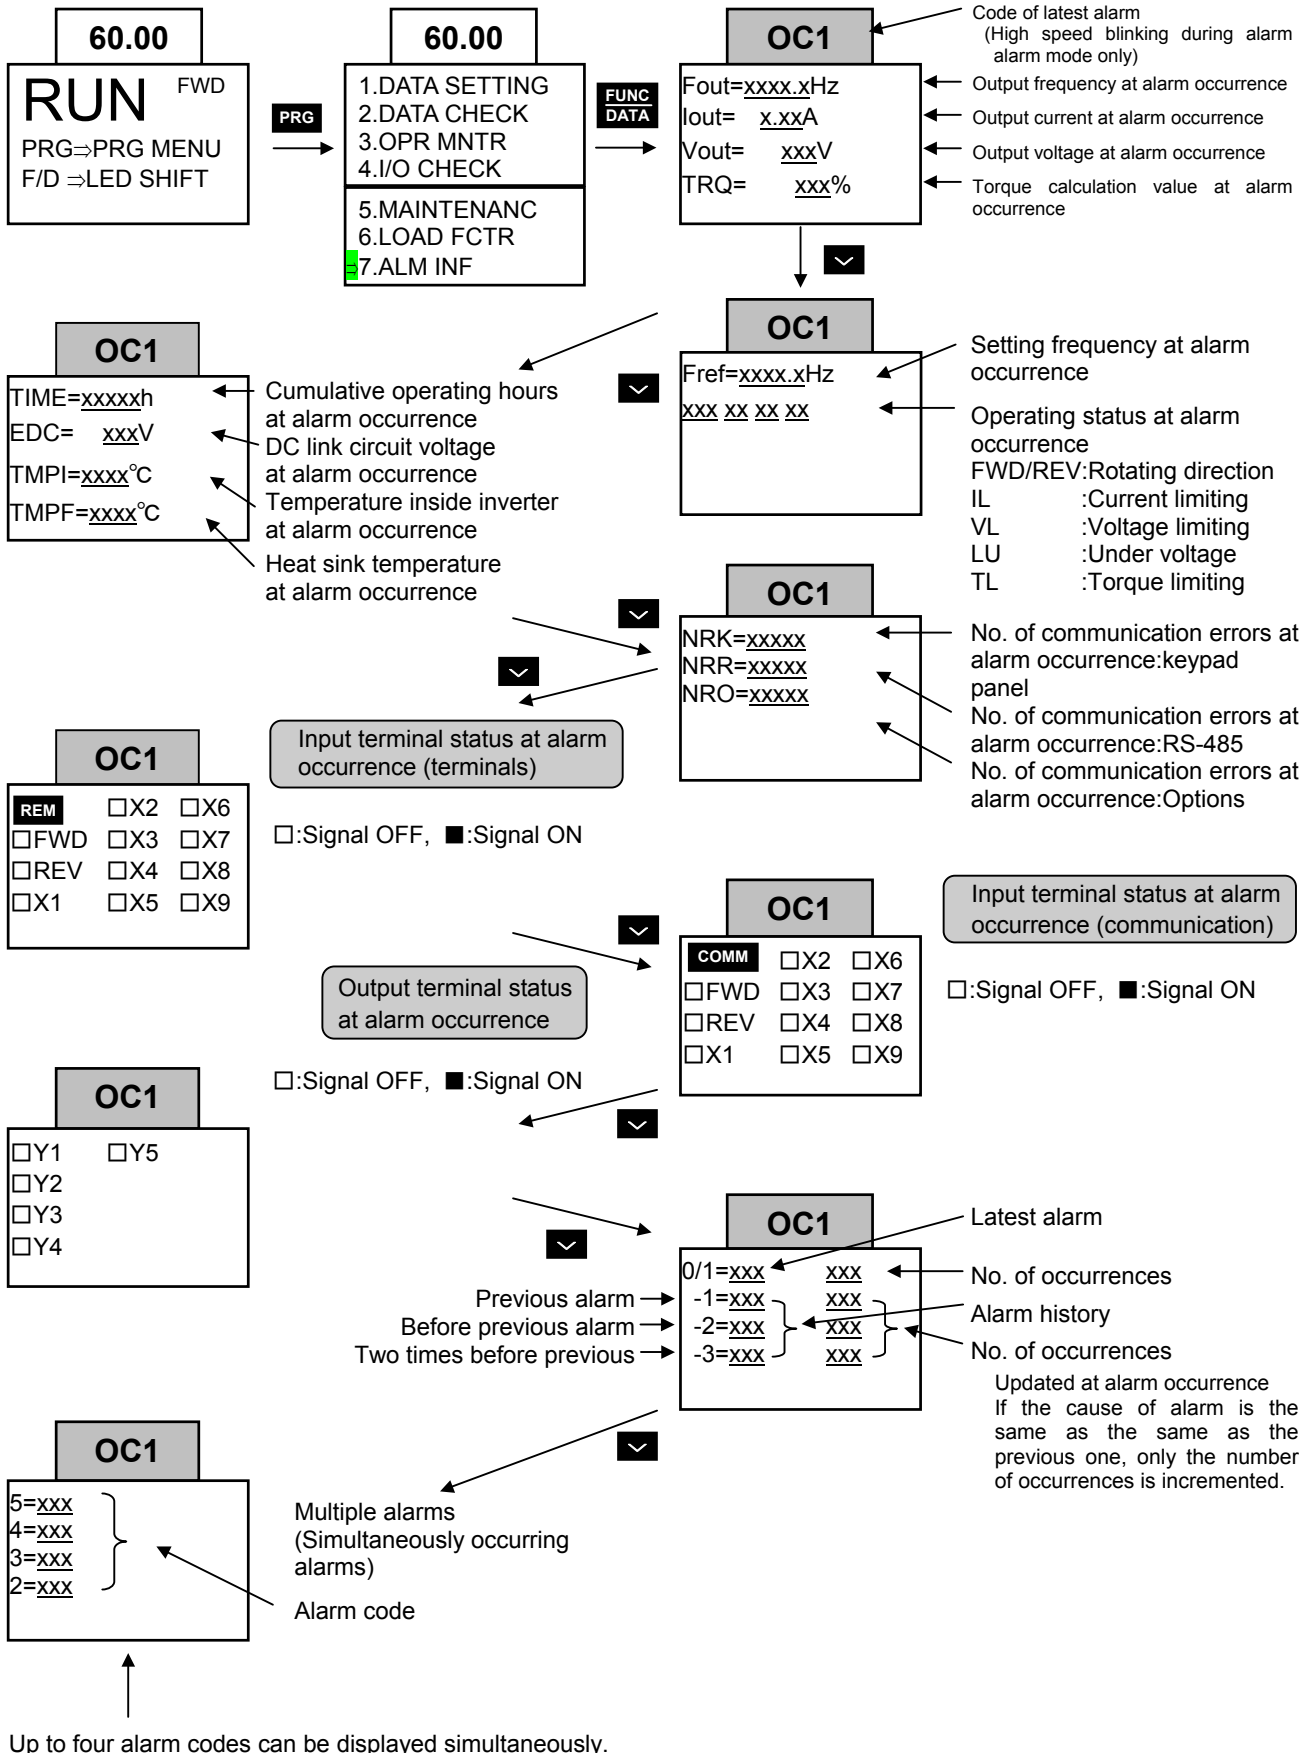 60.00
RUN FWD
PRG⇒PRG MENU
F/D ⇒LED SHIFT
PRG
60.00
1.DATA SETTING
2.DATA CHECK
3.OPR MNTR
4.I/O CHECK
5.MAINTENANC
6.LOAD FCTR
⇒7.ALM INF
FUNC
DATA
OC1
Fout=xxxx.xHz
Iout= x.xxA
Vout= xxxV
TRQ= xxx%
Code of latest alarm
(High speed blinking during alarm
alarm mode only)
Output frequency at alarm occurrence
Output current at alarm occurrence
Output voltage at alarm occurrence
Torque calculation value at alarm
occurrence
OC1
Fref=xxxx.xHz
xxx xx xx xx
Setting frequency at alarm
occurrence
Operating status at alarm
occurrence
FWD/REV:Rotating direction
IL :Current limiting
VL :Voltage limiting
LU :Under voltage
TL :Torque limiting
OC1
TIME=xxxxxh
EDC= xxxV
TMPI=xxxx°C
TMPF=xxxx°C
Cumulative operating hours
at alarm occurrence
DC link circuit voltage
at alarm occurrence
Temperature inside inverter
at alarm occurrence
Heat sink temperature
at alarm occurrence
OC1
NRK=xxxxx
NRR=xxxxx
NRO=xxxxx
No. of communication errors at
alarm occurrence:keypad
panel
No. of communication errors at
alarm occurrence:RS-485
No. of communication errors at
alarm occurrence:Options
Input terminal status at alarm
occurrence (terminals)
□:Signal OFF, ■:Signal ON
OC1
REM □X2 □X6
□FWD □X3 □X7
□REV □X4 □X8
□X1 □X5 □X9
OC1
COMM □X2 □X6
□FWD □X3 □X7
□REV □X4 □X8
□X1 □X5 □X9
Input terminal status at alarm
occurrence (communication)
□:Signal OFF, ■:Signal ON
Output terminal status
at alarm occurrence
□:Signal OFF, ■:Signal ON
OC1
□Y1 □Y5
□Y2
□Y3
□Y4
OC1
0/1=xxx xxx
-1=xxx xxx
-2=xxx xxx
-3=xxx xxx
Previous alarm
Before previous alarm
Two times before previous
Latest alarm
No. of occurrences
Alarm history
No. of occurrences
Updated at alarm occurrence
If the cause of alarm is the
same as the same as the
previous one, only the number
of occurrences is incremented.
OC1
5=xxx
4=xxx
3=xxx
2=xxx
Multiple alarms
(Simultaneously occurring
alarms)
Alarm code
Up to four alarm codes can be displayed simultaneously.